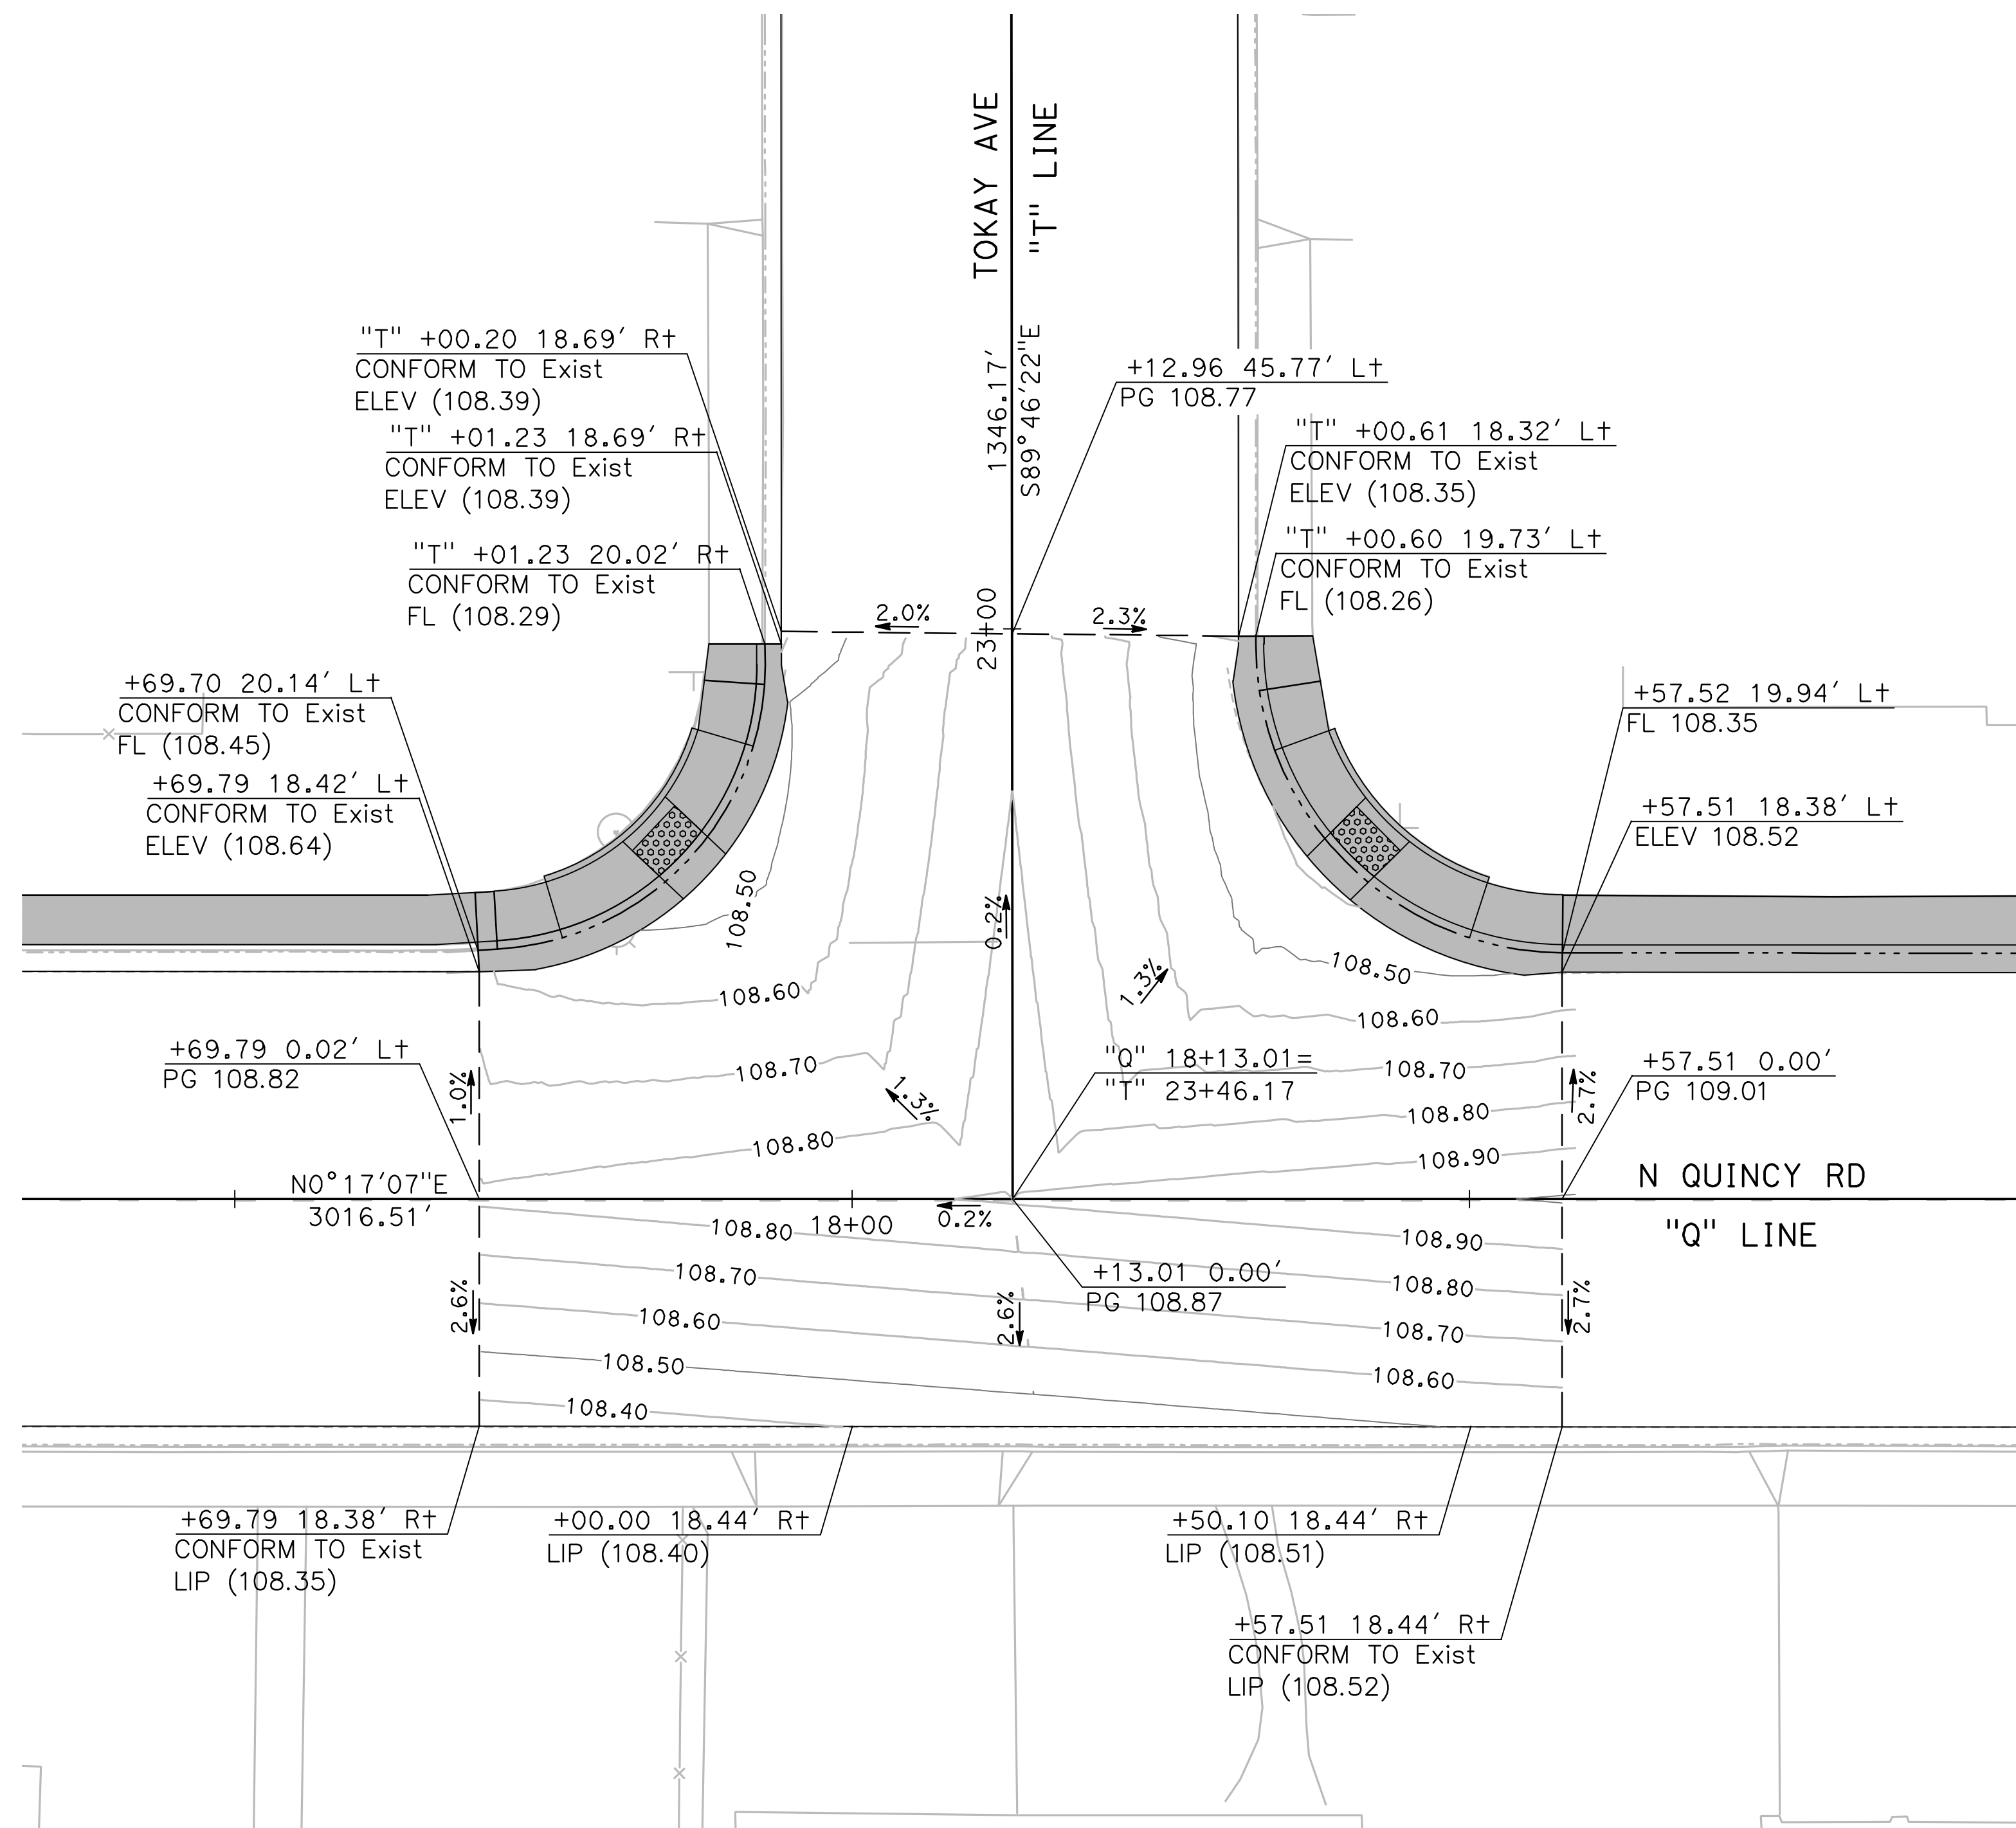 TOKAY AVE
"T" LINE
1346.17'
S89°46'22"E
23+00
"T" +00.20 18.69' Rt
CONFORM TO Exist
ELEV (108.39)
"T" +01.23 18.69' Rt
CONFORM TO Exist
ELEV (108.39)
"T" +01.23 20.02' Rt
CONFORM TO Exist
FL (108.29)
+12.96 45.77' Lt
PG 108.77
"T" +00.61 18.32' Lt
CONFORM TO Exist
ELEV (108.35)
"T" +00.60 19.73' Lt
CONFORM TO Exist
FL (108.26)
2.0%
2.3%
+69.70 20.14' Lt
CONFORM TO Exist
FL (108.45)
+69.79 18.42' Lt
CONFORM TO Exist
ELEV (108.64)
+57.52 19.94' Lt
FL 108.35
+57.51 18.38' Lt
ELEV 108.52
108.50
0.2%
1.3%
108.50
108.60
108.60
+69.79 0.02' Lt
PG 108.82
1.0%
108.70
1.3%
108.80
"Q" 18+13.01=
"T" 23+46.17
108.70
108.80
108.90
2.7%
+57.51 0.00'
PG 109.01
N0°17'07"E
3016.51'
N QUINCY RD
"Q" LINE
18+00
0.2%
108.80
108.70
108.60
108.50
108.40
2.6%
2.6%
+13.01 0.00'
PG 108.87
108.90
108.80
108.70
108.60
2.7%
+69.79 18.38' Rt
CONFORM TO Exist
LIP (108.35)
+00.00 18.44' Rt
LIP (108.40)
+50.10 18.44' Rt
LIP (108.51)
+57.51 18.44' Rt
CONFORM TO Exist
LIP (108.52)